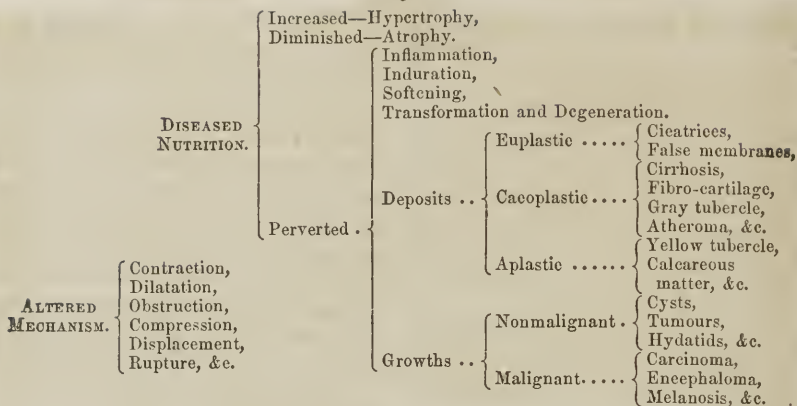 Increased—Hypertrophy,
Diminished—Atrophy.
Inflammation,
Induration,
Softening,
Transformation and Degeneration.
DISEASED
NUTRITION.
Perverted .
Deposits ..
Euplastic .....
Cicatrices,
False membranes,
Cacoplastic ....
Cirrhosis,
Fibro-cartilage,
Gray tubercle,
Atheroma, &c.
Aplastic ......
Yellow tubercle,
Calcareous
matter, &c.
Growths ..
Nonmalignant .
Cysts,
Tumours,
Hydatids, &c.
Malignant.....
Carcinoma,
Encephaloma,
Melanosis, &c.
ALTERED
MECHANISM.
Contraction,
Dilatation,
Obstruction,
Compression,
Displacement,
Rupture, &c.